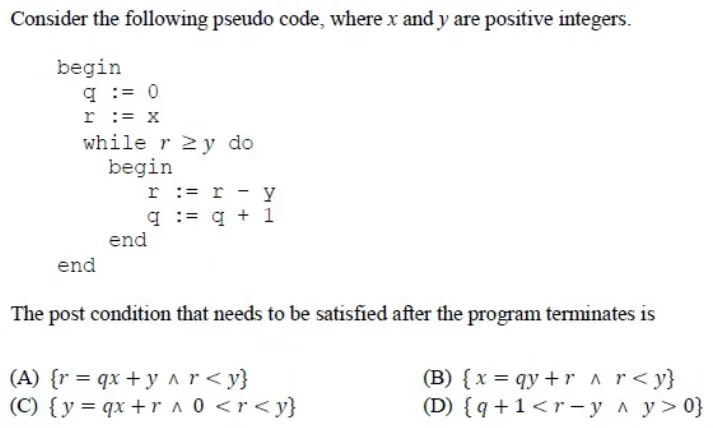 Consider the following pseudo code, where x and y are positive integers.
begin
q := 0
r := x
while r ≥ y do
begin
r := r - y
q := q + 1
end
end
The post condition that needs to be satisfied after the program terminates is
(A) {r = qx + y ∧ r < y}
(B) {x = qy + r ∧ r < y}
(C) {y = qx + r ∧ 0 < r < y}
(D) {q + 1 < r − y ∧ y > 0}